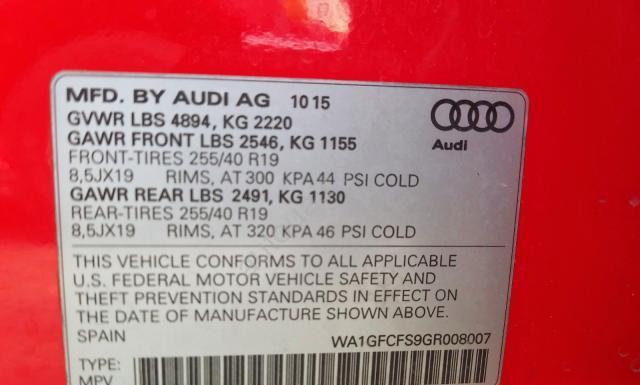 MFD. BY AUDI AG 10 15
GVWR LBS 4894, KG 2220
GAWR FRONT LBS 2546, KG 1155
FRONT-TIRES 255/40 R19
8,5JX19 RIMS, AT 300 KPA 44 PSI COLD
GAWR REAR LBS 2491, KG 1130
REAR-TIRES 255/40 R19
8,5JX19 RIMS, AT 320 KPA 46 PSI COLD
Audi
THIS VEHICLE CONFORMS TO ALL APPLICABLE
U.S. FEDERAL MOTOR VEHICLE SAFETY AND
THEFT PREVENTION STANDARDS IN EFFECT ON
THE DATE OF MANUFACTURE SHOWN ABOVE.
SPAIN WA1GFCFS9GR008007
TYPE:
MPV